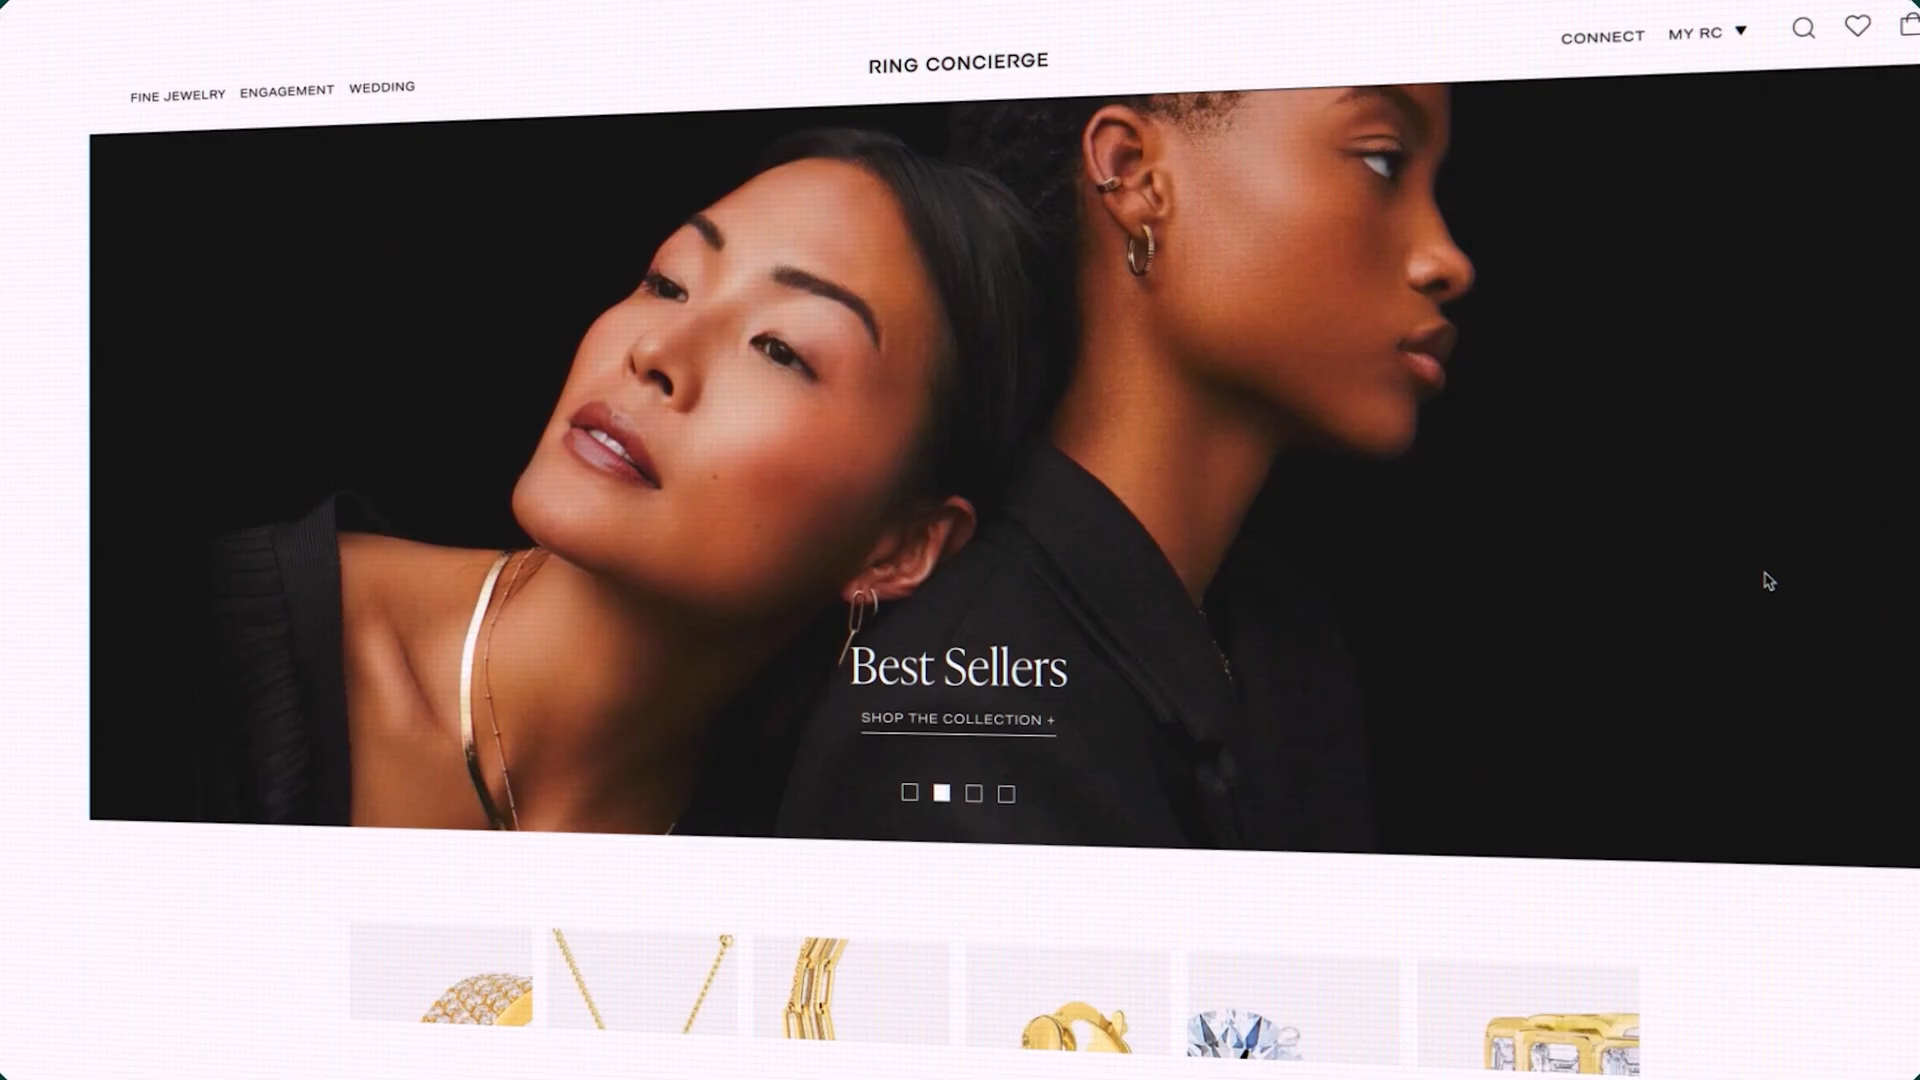 CONNECT MY RC
RING CONCIERGE
FINE JEWELRY ENGAGEMENT WEDDING
Best Sellers
SHOP THE COLLECTION +